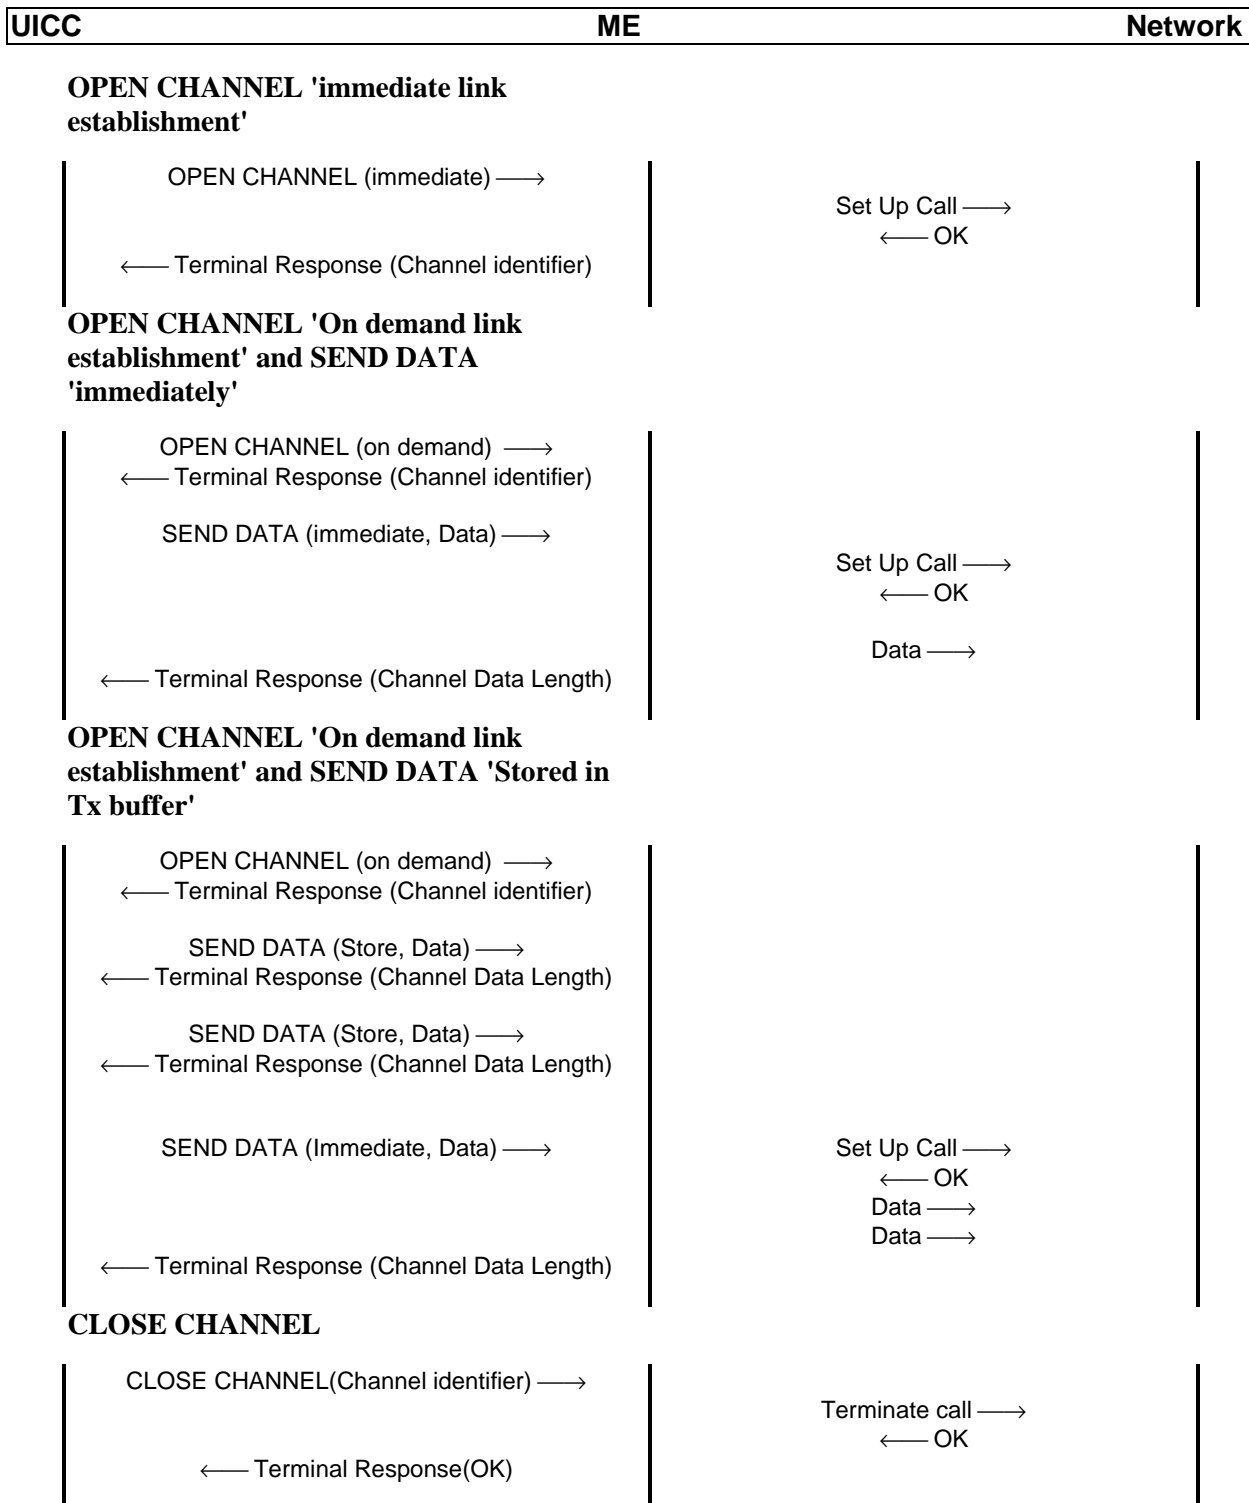 UICC ME Network
OPEN CHANNEL 'immediate link
establishment'
OPEN CHANNEL (immediate) ⟶
Set Up Call ⟶
⟵ OK
⟵ Terminal Response (Channel identifier)
OPEN CHANNEL 'On demand link
establishment' and SEND DATA
'immediately'
OPEN CHANNEL (on demand) ⟶
⟵ Terminal Response (Channel identifier)
SEND DATA (immediate, Data) ⟶
Set Up Call ⟶
⟵ OK
Data ⟶
⟵ Terminal Response (Channel Data Length)
OPEN CHANNEL 'On demand link
establishment' and SEND DATA 'Stored in
Tx buffer'
OPEN CHANNEL (on demand) ⟶
⟵ Terminal Response (Channel identifier)
SEND DATA (Store, Data) ⟶
⟵ Terminal Response (Channel Data Length)
SEND DATA (Store, Data) ⟶
⟵ Terminal Response (Channel Data Length)
SEND DATA (Immediate, Data) ⟶ Set Up Call ⟶
⟵ OK
Data ⟶
Data ⟶
⟵ Terminal Response (Channel Data Length)
CLOSE CHANNEL
CLOSE CHANNEL(Channel identifier) ⟶
Terminate call ⟶
⟵ OK
⟵ Terminal Response(OK)